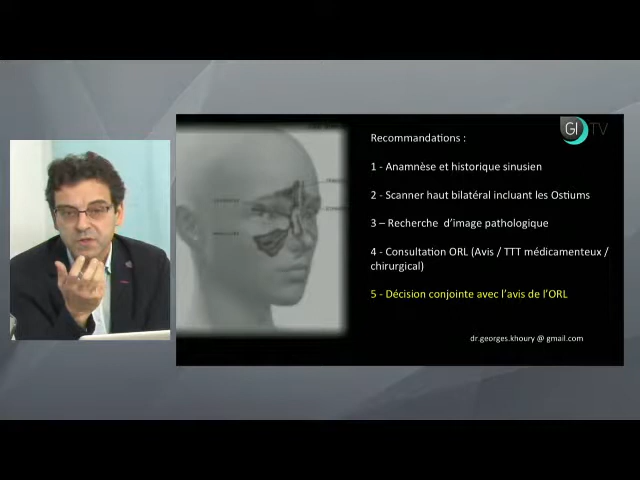 GI TV
Recommandations :
1 - Anamnèse et historique sinusien
2 - Scanner haut bilatéral incluant les Ostiums
3 – Recherche d'image pathologique
4 - Consultation ORL (Avis / TTT médicamenteux /
chirurgical)
5 - Décision conjointe avec l'avis de l'ORL
dr.georges.khoury @ gmail.com